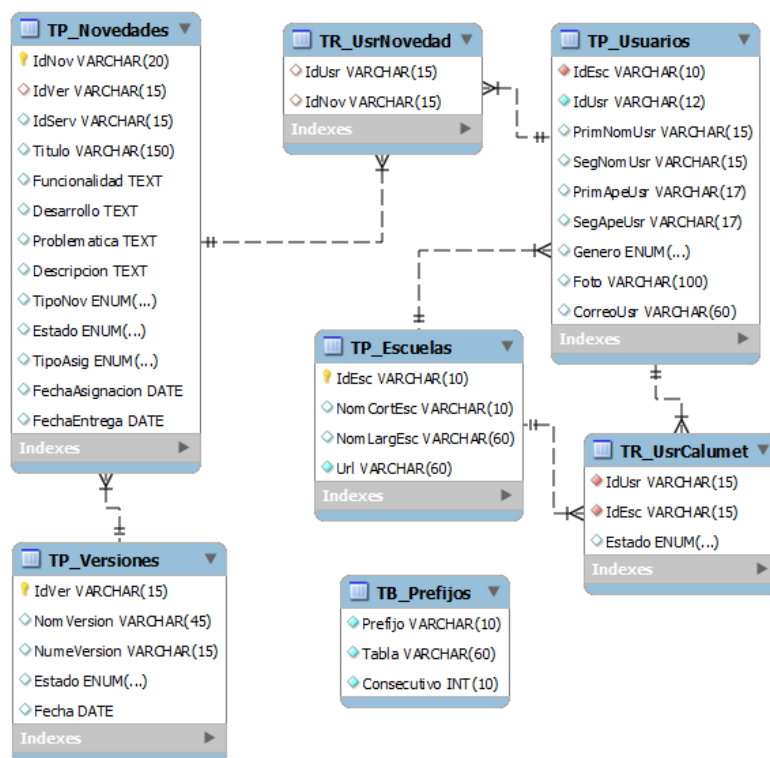 TP_Novedades
IdNov VARCHAR(20)
IdVer VARCHAR(15)
IdServ VARCHAR(15)
Titulo VARCHAR(150)
Funcionalidad TEXT
Desarrollo TEXT
Problematica TEXT
Descripcion TEXT
TipoNov ENUM(...)
Estado ENUM(...)
TipoAsig ENUM(...)
FechaAsignacion DATE
FechaEntrega DATE
Indexes
TR_UsrNovedad
IdUsr VARCHAR(15)
IdNov VARCHAR(15)
Indexes
TP_Usuarios
IdEsc VARCHAR(10)
IdUsr VARCHAR(12)
PrimNomUsr VARCHAR(15)
SegNomUsr VARCHAR(15)
PrimApeUsr VARCHAR(17)
SegApeUsr VARCHAR(17)
Genero ENUM(...)
Foto VARCHAR(100)
CorreoUsr VARCHAR(60)
Indexes
TP_Escuelas
IdEsc VARCHAR(10)
NomCortEsc VARCHAR(10)
NomLargEsc VARCHAR(60)
Url VARCHAR(60)
Indexes
TR_UsrCalumet
IdUsr VARCHAR(15)
IdEsc VARCHAR(15)
Estado ENUM(...)
Indexes
TP_Versiones
IdVer VARCHAR(15)
NomVersion VARCHAR(45)
NumeVersion VARCHAR(15)
Estado ENUM(...)
Fecha DATE
Indexes
TB_Prefijos
Prefijo VARCHAR(10)
Tabla VARCHAR(60)
Consecutivo INT(10)